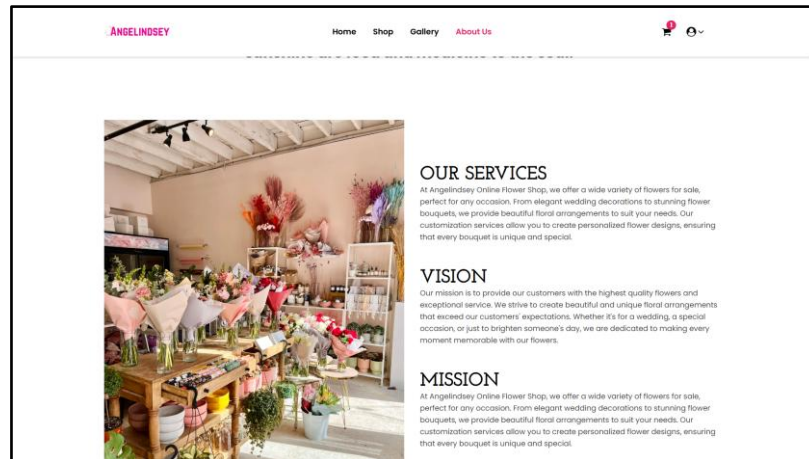 ANGELINDSEY
Home Shop Gallery About Us
1
sunshine are food and medicine to the soul.
OUR SERVICES
At Angelindsey Online Flower Shop, we offer a wide variety of flowers for sale,
perfect for any occasion. From elegant wedding decorations to stunning flower
bouquets, we provide beautiful floral arrangements to suit your needs. Our
customization services allow you to create personalized flower designs, ensuring
that every bouquet is unique and special.
VISION
Our mission is to provide our customers with the highest quality flowers and
exceptional service. We strive to create beautiful and unique floral arrangements
that exceed our customers' expectations. Whether it's for a wedding, a special
occasion, or just to brighten someone's day, we are dedicated to making every
moment memorable with our flowers.
MISSION
At Angelindsey Online Flower Shop, we offer a wide variety of flowers for sale,
perfect for any occasion. From elegant wedding decorations to stunning flower
bouquets, we provide beautiful floral arrangements to suit your needs. Our
customization services allow you to create personalized flower designs, ensuring
that every bouquet is unique and special.